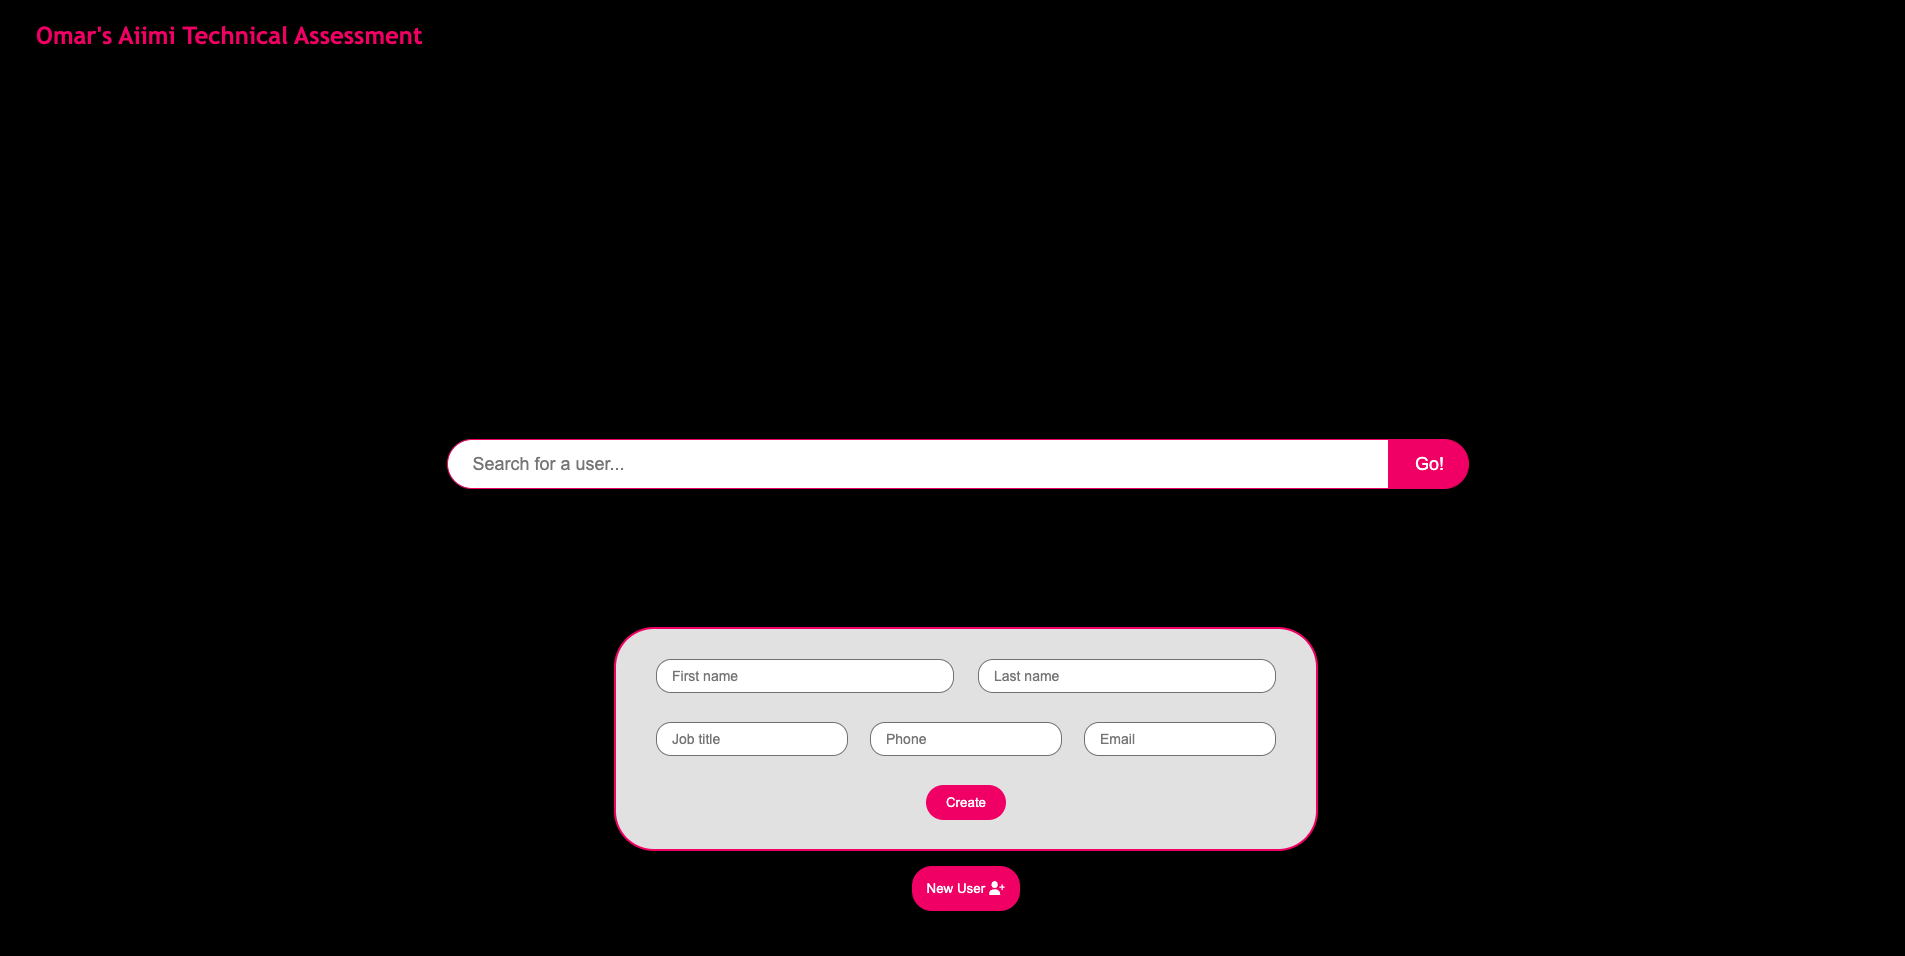 Omar's Aiimi Technical Assessment
Search for a user... Go!
First name Last name
Job title Phone Email
Create
New User